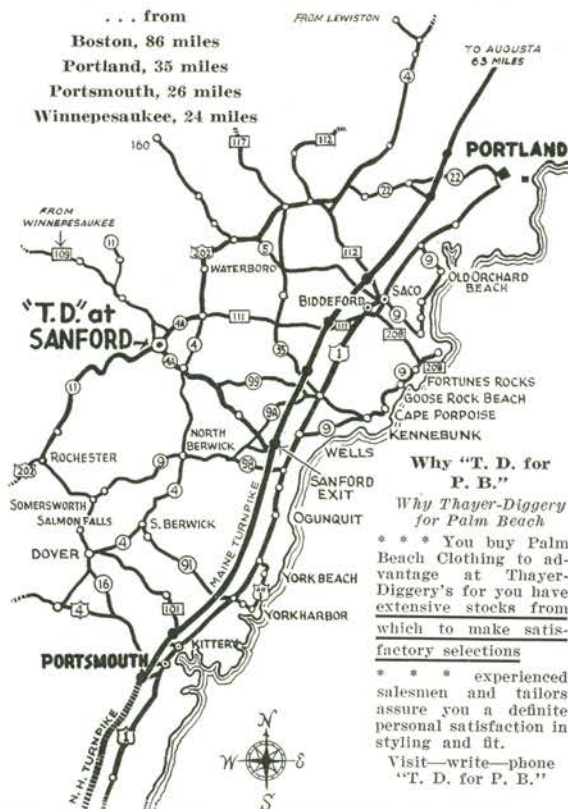 . . . from
Boston, 86 miles
Portland, 35 miles
Portsmouth, 26 miles
Winnepesaukee, 24 miles
FROM LEWISTON
TO AUGUSTA
63 MILES
4
PORTLAND
160
117
112
22
22
FROM
WINNEPESAUKEE
109
11
202
5
112
WATERBORO
9
OLD ORCHARD
BEACH
SACO
BIDDEFORD
"T.D." at
SANFORD
4A
111
111
9
208
4
35
1
4A
11
99
9
208
FORTUNES ROCKS
GOOSE ROCK BEACH
9A
CAPE PORPOISE
9
KENNEBUNK
NORTH
BERWICK
WELLS
ROCHESTER
9
9B
SANFORD
EXIT
202
4
SOMERSWORTH
SALMON FALLS
S. BERWICK
OGUNQUIT
DOVER
4
MAINE TURNPIKE
16
91
YORK BEACH
4
101
YORK HARBOR
KITTERY
PORTSMOUTH
N.H. TURNPIKE
1
N
W
E
S
Why "T. D. for
P. B."
Why Thayer-Diggery
for Palm Beach
* * * You buy Palm
Beach Clothing to ad-
vantage at Thayer-
Diggery's for you have
extensive stocks from
which to make satis-
factory selections
* * * experienced
salesmen and tailors
assure you a definite
personal satisfaction in
styling and fit.
Visit—write—phone
"T. D. for P. B."